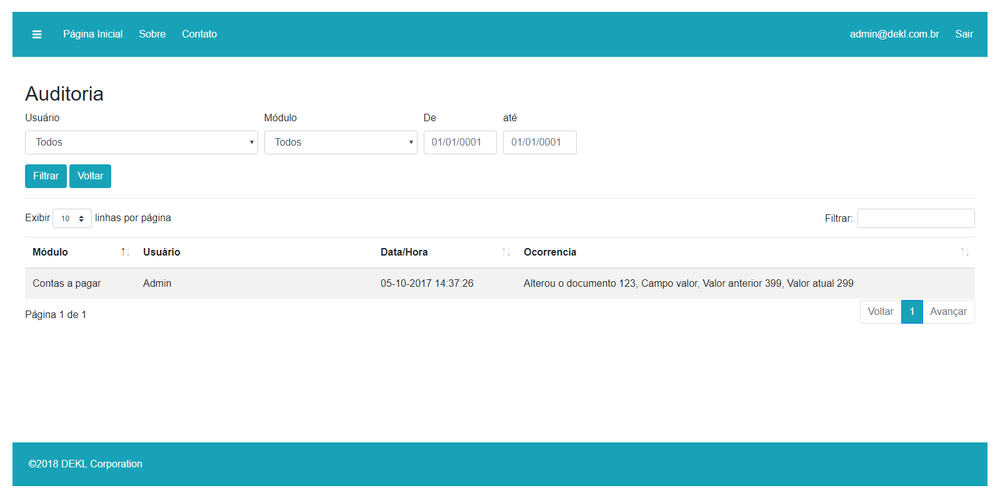 Página Inicial Sobre Contato admin@dekl.com.br Sair
Auditoria
Usuário Módulo De até
Todos Todos 01/01/0001 01/01/0001
Filtrar Voltar
Exibir 10 linhas por página Filtrar:
Módulo Usuário Data/Hora Ocorrencia
Contas a pagar Admin 05-10-2017 14:37:26 Alterou o documento 123, Campo valor, Valor anterior 399, Valor atual 299
Página 1 de 1 Voltar 1 Avançar
©2018 DEKL Corporation